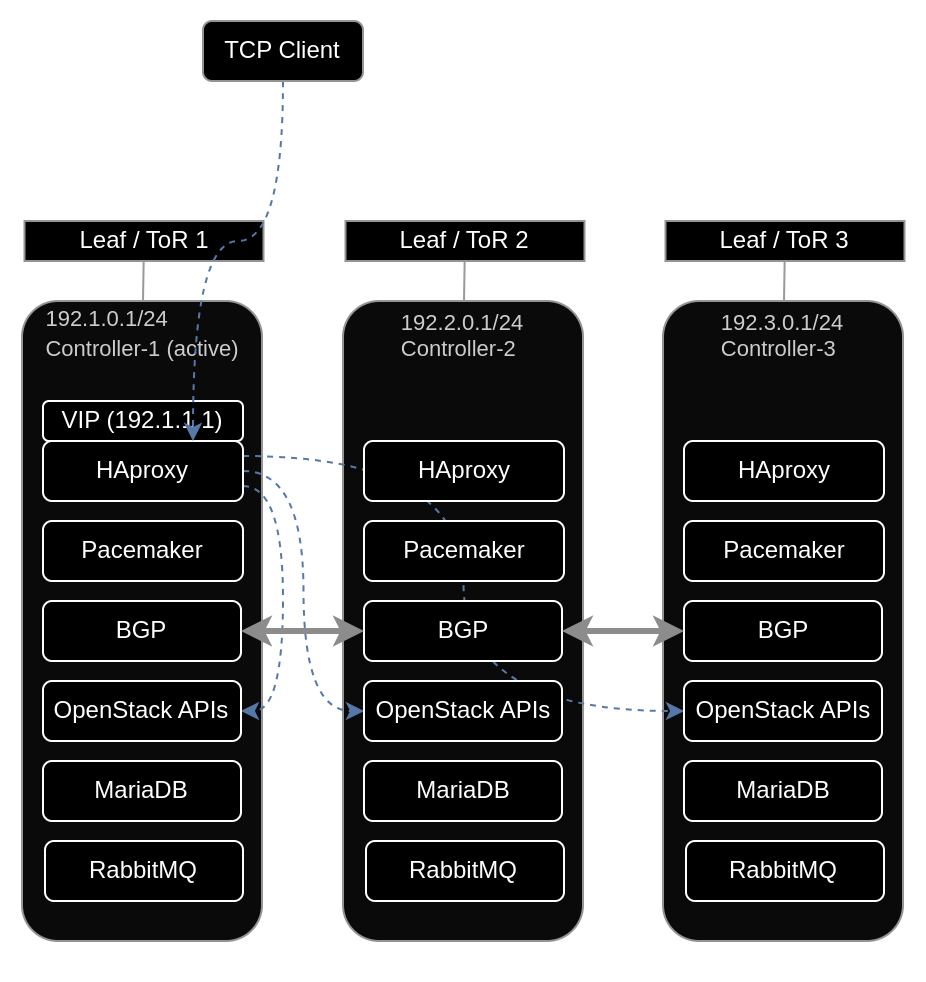 TCP Client
Leaf / ToR 1
Leaf / ToR 2
Leaf / ToR 3
192.1.0.1/24
Controller-1 (active)
192.2.0.1/24
Controller-2
192.3.0.1/24
Controller-3
VIP (192.1.1.1)
HAproxy
HAproxy
HAproxy
Pacemaker
Pacemaker
Pacemaker
BGP
BGP
BGP
OpenStack APIs
OpenStack APIs
OpenStack APIs
MariaDB
MariaDB
MariaDB
RabbitMQ
RabbitMQ
RabbitMQ